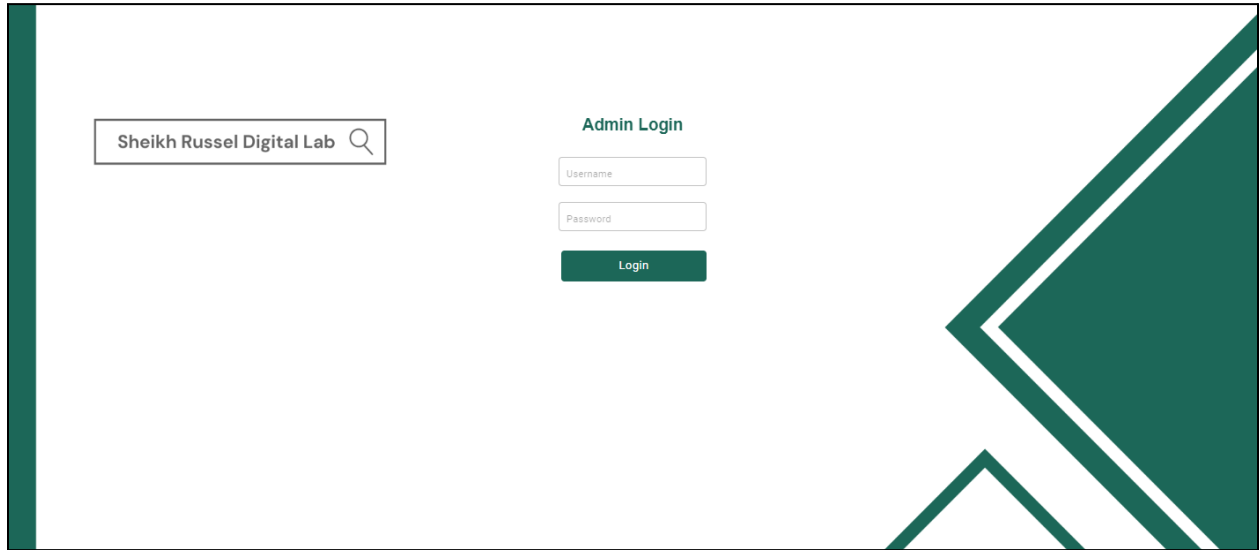 Sheikh Russel Digital Lab
Admin Login
Username
Password
Login